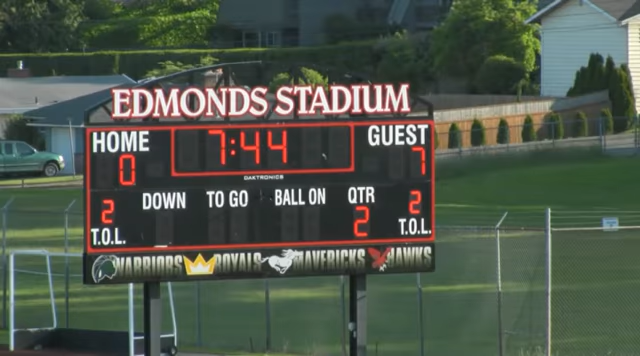 EDMONDS STADIUM
HOME 7:44 GUEST
0 7
DAKTRONICS
2 DOWN TO GO BALL ON QTR 2
T.O.L. 2 T.O.L.
WARRIORS ROYALS MAVERICKS HAWKS